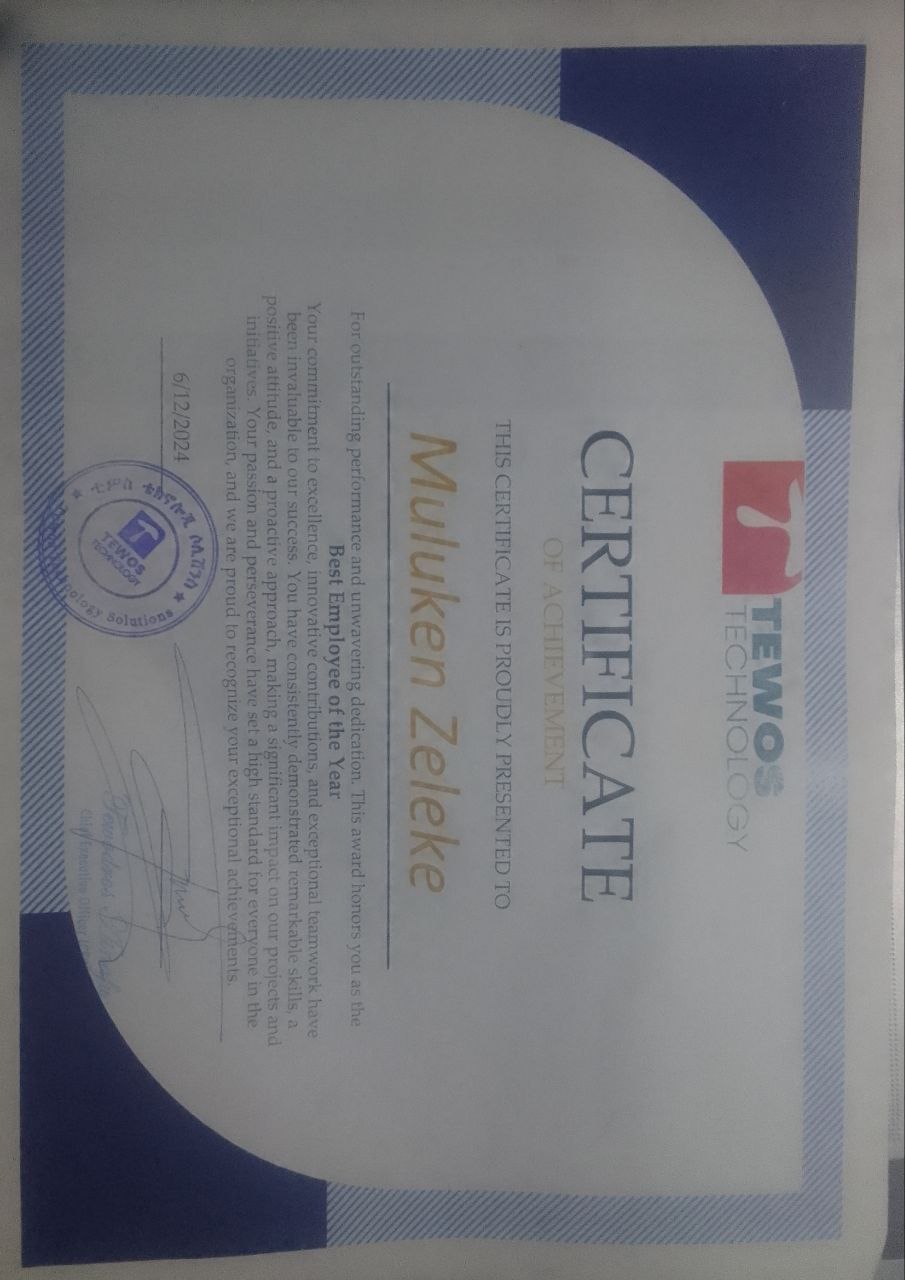 TEWOS
TECHNOLOGY
CERTIFICATE
OF ACHIEVEMENT
THIS CERTIFICATE IS PROUDLY PRESENTED TO
Muluken Zeleke
For outstanding performance and unwavering dedication. This award honors you as the
Best Employee of the Year
Your commitment to excellence, innovative contributions, and exceptional teamwork have
been invaluable to our success. You have consistently demonstrated remarkable skills, a
positive attitude, and a proactive approach, making a significant impact on our projects and
initiatives. Your passion and perseverance have set a high standard for everyone in the
organization, and we are proud to recognize your exceptional achievements.
6/12/2024
ቴዎስ ቴክኖሎጂ ሶሉሽን
TEWOS
TECHNOLOGY
Solutions
Chief Executive Officer